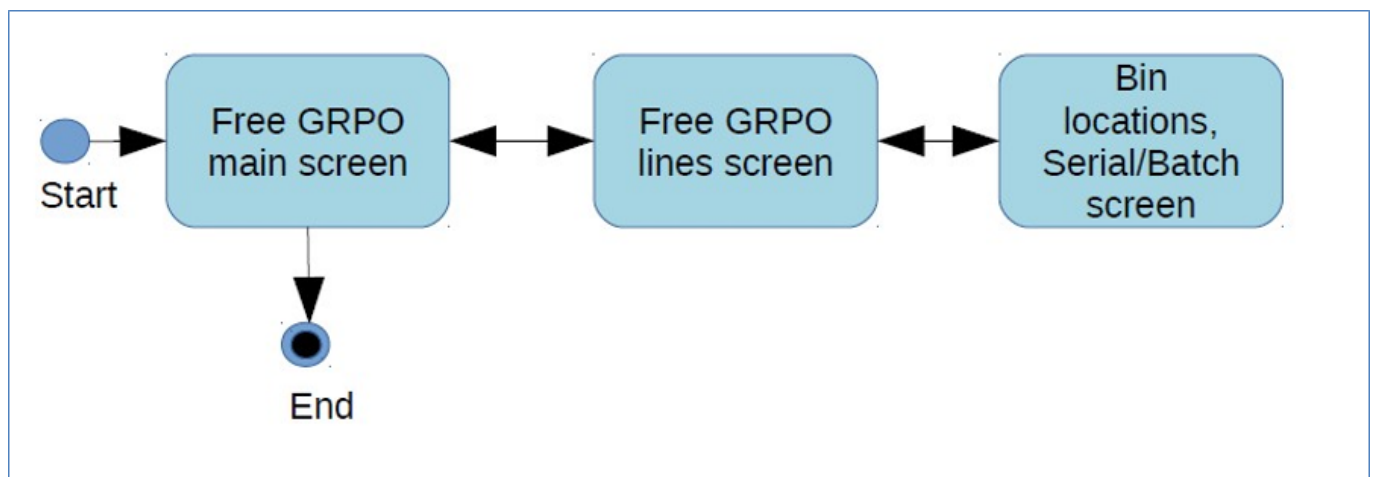 Start
Free GRPO
main screen
Free GRPO
lines screen
Bin
locations,
Serial/Batch
screen
End